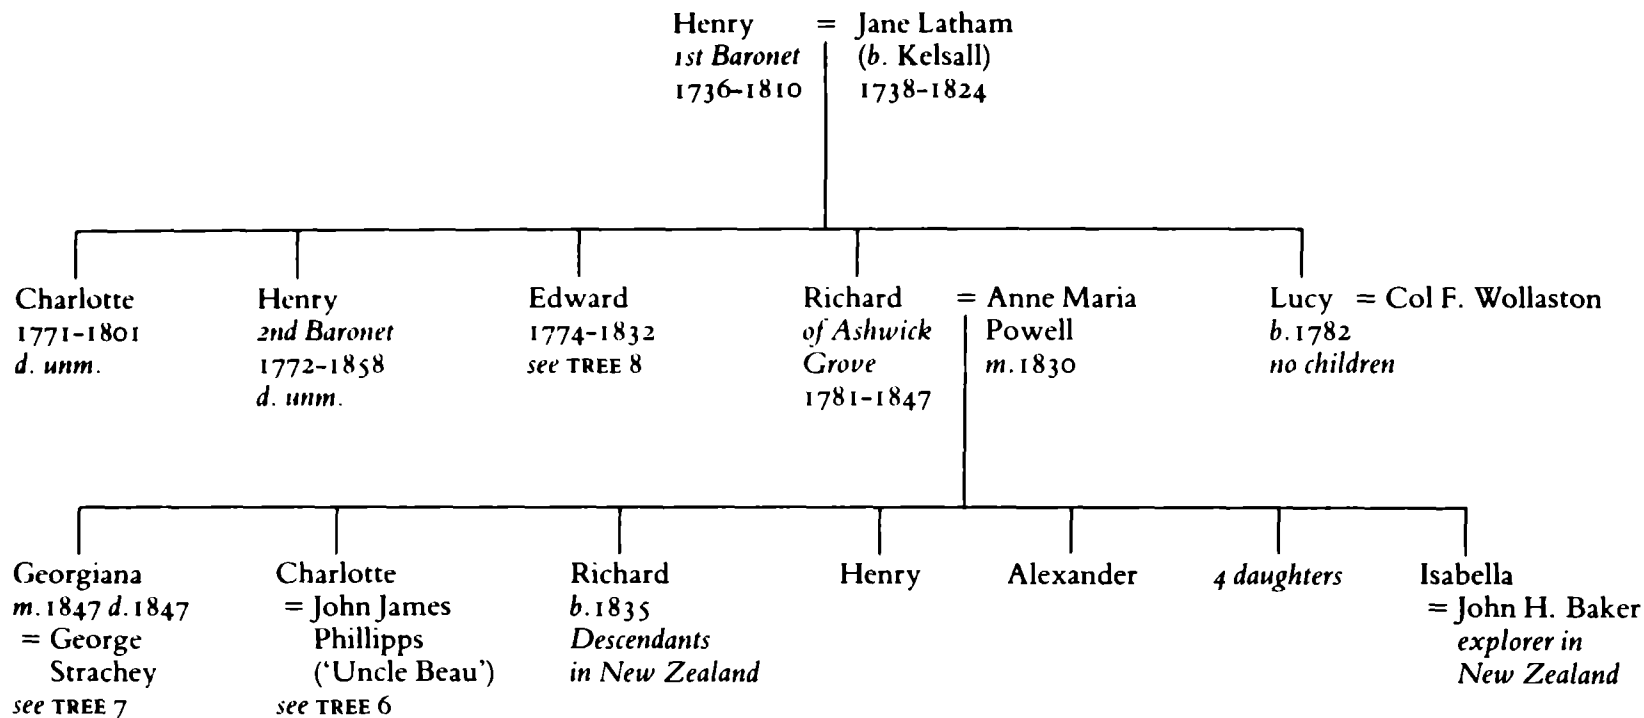 Henry = Jane Latham
1st Baronet (b. Kelsall)
1736–1810 1738–1824
Charlotte
1771–1801
d. unm.
Henry
2nd Baronet
1772–1858
d. unm.
Edward
1774–1832
see TREE 8
Richard = Anne Maria
of Ashwick Powell
Grove m. 1830
1781–1847
Lucy = Col F. Wollaston
b. 1782
no children
Georgiana
m. 1847 d. 1847
= George
Strachey
see TREE 7
Charlotte
= John James
Phillipps
('Uncle Beau')
see TREE 6
Richard
b. 1835
Descendants
in New Zealand
Henry
Alexander
4 daughters
Isabella
= John H. Baker
explorer in
New Zealand